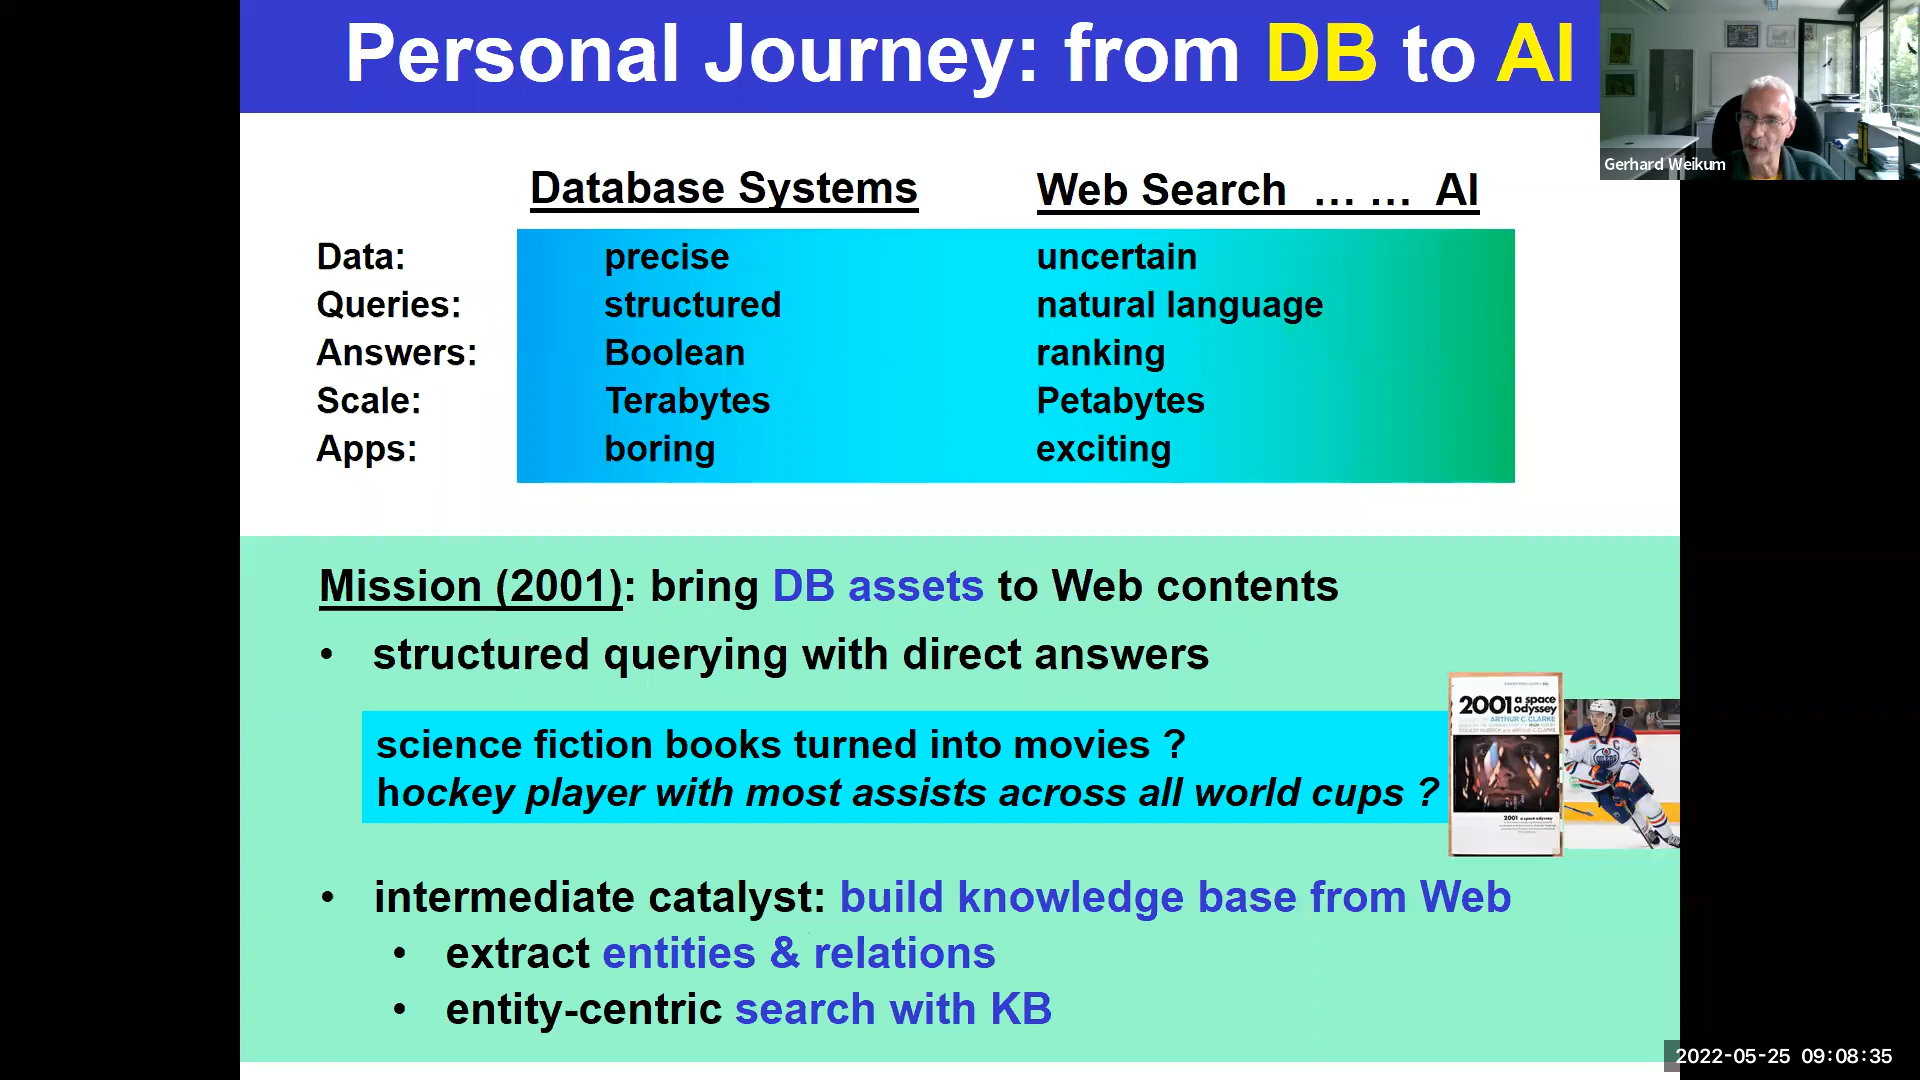 Personal Journey: from DB to AI
Gerhard Weikum
Database Systems Web Search ... ... AI
Data: precise uncertain
Queries: structured natural language
Answers: Boolean ranking
Scale: Terabytes Petabytes
Apps: boring exciting
Mission (2001): bring DB assets to Web contents
• structured querying with direct answers
science fiction books turned into movies ?
hockey player with most assists across all world cups ?
2001 a space
odyssey
ARTHUR C. CLARKE
2001 a space odyssey
• intermediate catalyst: build knowledge base from Web
• extract entities & relations
• entity-centric search with KB
2022-05-25 09:08:35